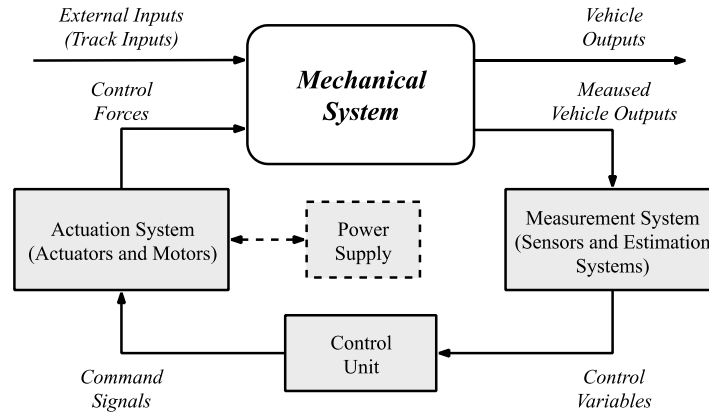 External Inputs
(Track Inputs)
Vehicle
Outputs
Mechanical
System
Control
Forces
Meaused
Vehicle Outputs
Actuation System
(Actuators and Motors)
Power
Supply
Measurement System
(Sensors and Estimation
Systems)
Control
Unit
Command
Signals
Control
Variables